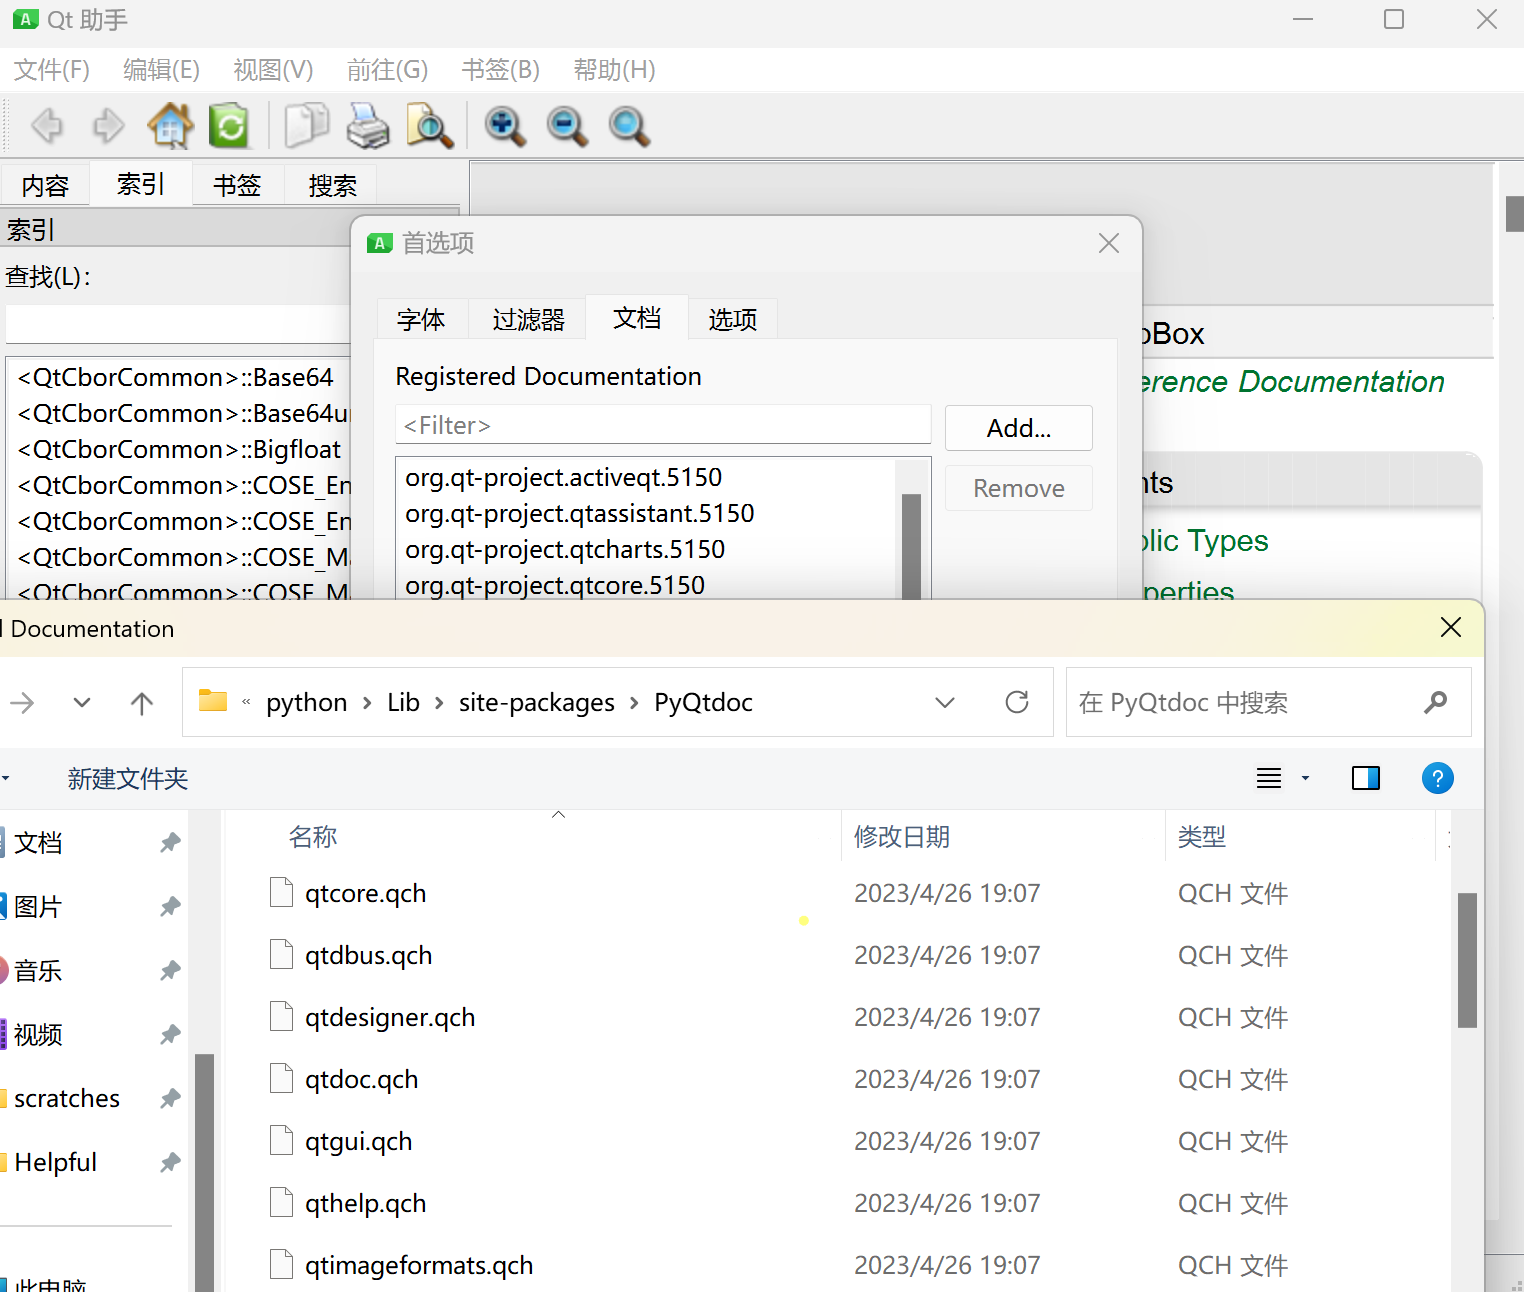 Qt 助手
文件(F) 编辑(E) 视图(V) 前往(G) 书签(B) 帮助(H)
内容 索引 书签 搜索
索引
查找(L):
<QtCborCommon>::Base64
<QtCborCommon>::Base64u
<QtCborCommon>::Bigfloat
<QtCborCommon>::COSE_En
<QtCborCommon>::COSE_En
<QtCborCommon>::COSE_Ma
<QtCborCommon>::COSE_M
首选项
字体 过滤器 文档 选项
Registered Documentation
<Filter>
Add...
Remove
org.qt-project.activeqt.5150
org.qt-project.qtassistant.5150
org.qt-project.qtcharts.5150
org.qt-project.qtcore.5150
oBox
erence Documentation
nts
blic Types
perties
Documentation
« python › Lib › site-packages › PyQtdoc
在 PyQtdoc 中搜索
新建文件夹
文档
图片
音乐
视频
scratches
Helpful
此电脑
名称 修改日期 类型
qtcore.qch 2023/4/26 19:07 QCH 文件
qtdbus.qch 2023/4/26 19:07 QCH 文件
qtdesigner.qch 2023/4/26 19:07 QCH 文件
qtdoc.qch 2023/4/26 19:07 QCH 文件
qtgui.qch 2023/4/26 19:07 QCH 文件
qthelp.qch 2023/4/26 19:07 QCH 文件
qtimageformats.qch 2023/4/26 19:07 QCH 文件